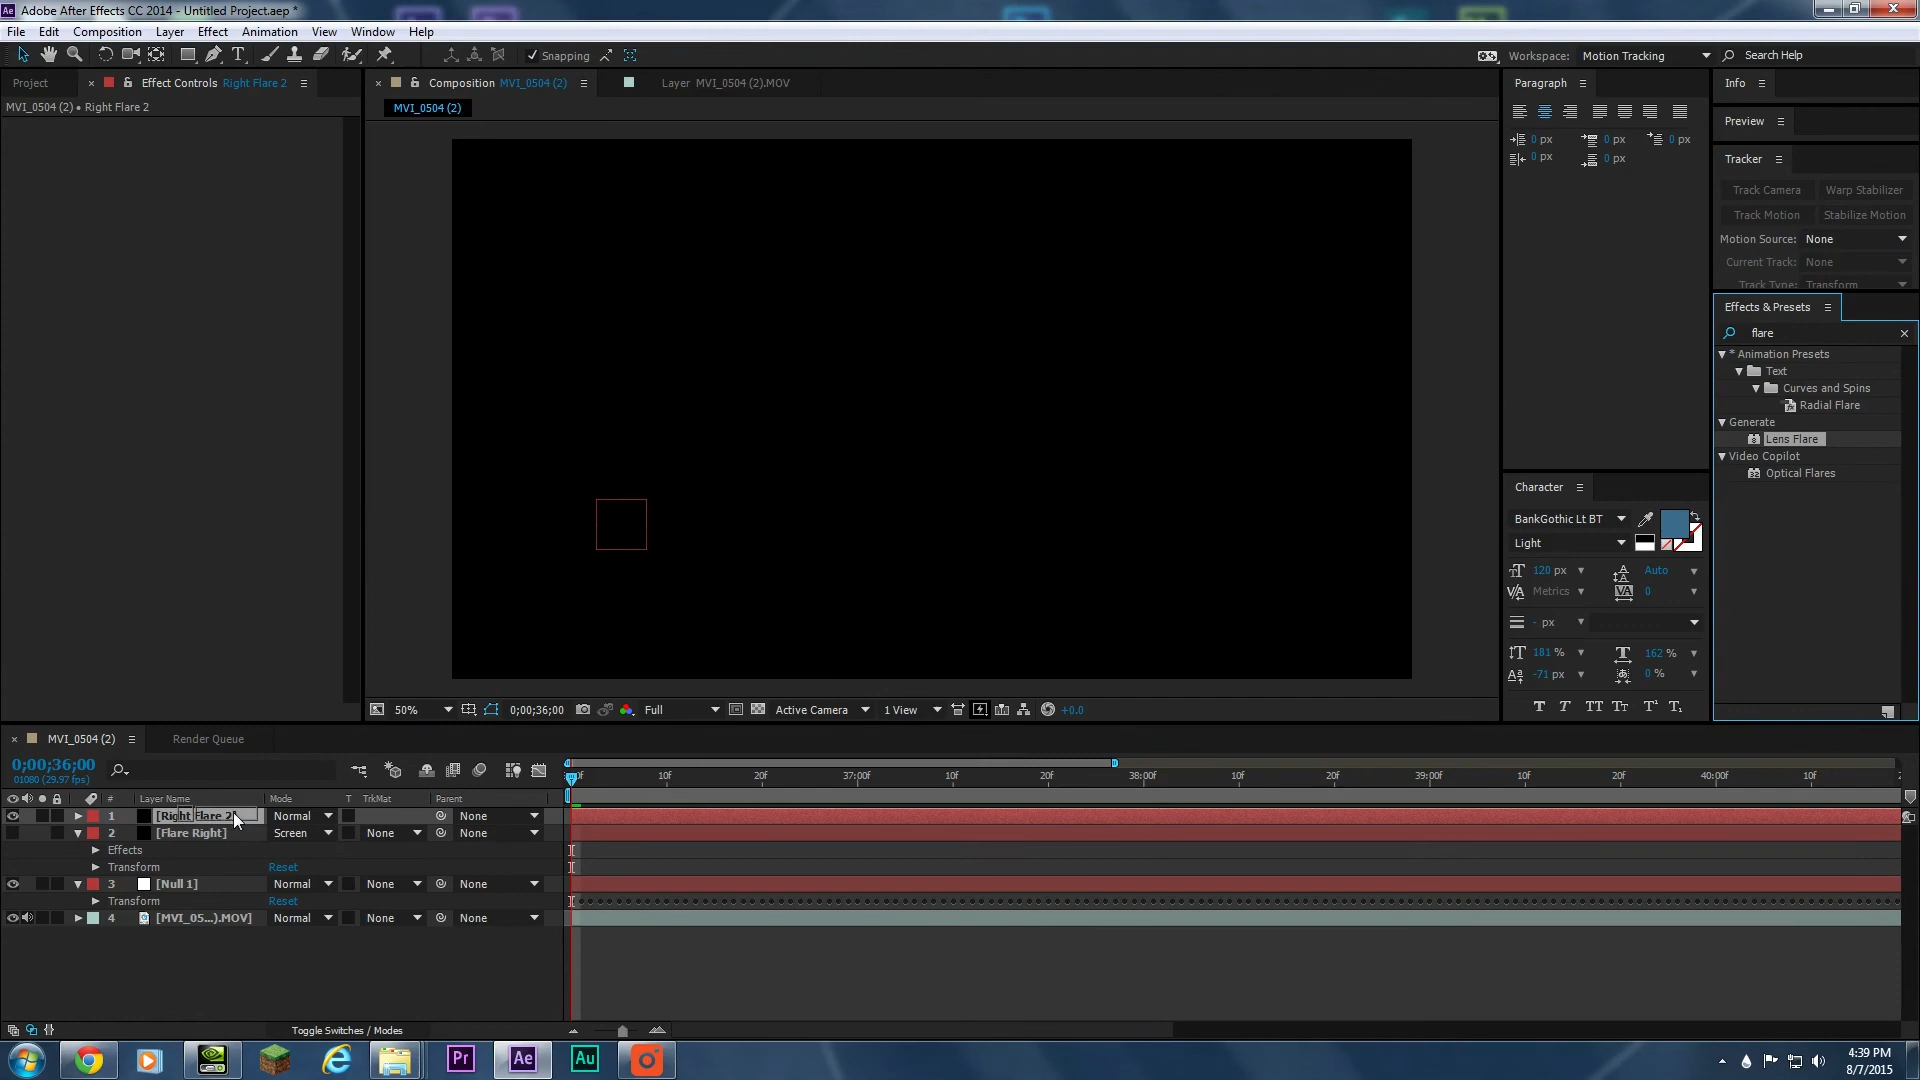 Adobe After Effects CC 2014 - Untitled Project.aep *
File Edit Composition Layer Effect Animation View Window Help
Snapping Workspace: Motion Tracking Search Help
Project Effect Controls Right Flare 2 Composition MVI_0504 (2) Layer MVI_0504 (2).MOV Paragraph Info
MVI_0504 (2) • Right Flare 2 MVI_0504 (2)
Preview
0 px 0 px 0 px
0 px 0 px
Tracker
Track Camera Warp Stabilizer
Track Motion Stabilize Motion
Motion Source: None
Current Track: None
Track Type: Transform
Effects & Presets
flare
* Animation Presets
Text
Curves and Spins
Radial Flare
Generate
Lens Flare
Video Copilot
Optical Flares
Character
BankGothic Lt BT
Light
120 px Auto
Metrics 0
- px
181 % 162 %
-71 px 0 %
T T TT Tt T¹ T₁
50% 0;00;36;00 Full Active Camera 1 View +0.0
MVI_0504 (2) Render Queue
0;00;36;00
01080 (29.97 fps)
10f 20f 37:00f 10f 20f 38:00f 10f 20f 39:00f 10f 20f 40:00f 10f
# Layer Name Mode T TrkMat Parent
1 [Right Flare 2] Normal None
2 [Flare Right] Screen None None
Effects
Transform Reset
3 [Null 1] Normal None None
Transform Reset
4 [MVI_05...).MOV] Normal None None
Toggle Switches / Modes
Pr Ae Au
4:39 PM
8/7/2015